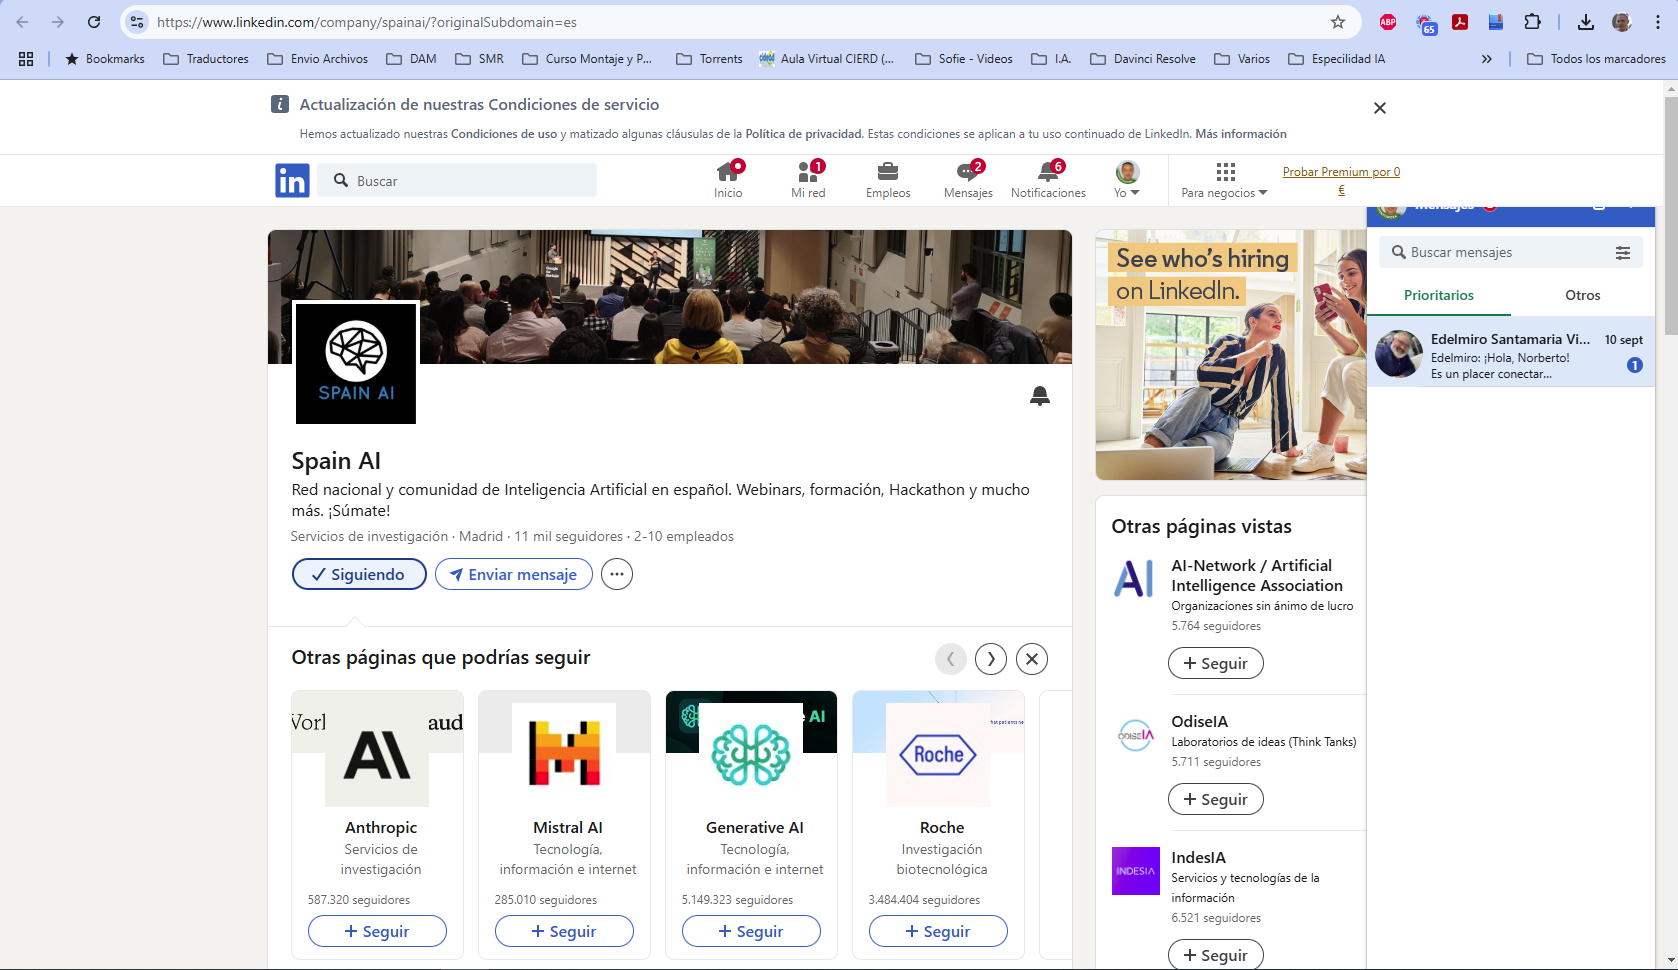 https://www.linkedin.com/company/spainai/?originalSubdomain=es
ABP
65
Bookmarks
Traductores
Envio Archivos
DAM
SMR
Curso Montaje y P...
Torrents
Aula Virtual CIERD (...
Sofie - Videos
I.A.
Davinci Resolve
Varios
Especilidad IA
»
Todos los marcadores
Actualización de nuestras Condiciones de servicio
Hemos actualizado nuestras Condiciones de uso y matizado algunas cláusulas de la Política de privacidad. Estas condiciones se aplican a tu uso continuado de LinkedIn. Más información
in
Buscar
Inicio
1
Mi red
Empleos
2
Mensajes
6
Notificaciones
Yo
Para negocios
Probar Premium por 0
€
Mensajes
Buscar mensajes
Prioritarios
Otros
Edelmiro Santamaria Vi...
10 sept
Edelmiro: ¡Hola, Norberto!
Es un placer conectar...
1
SPAIN AI
Spain AI
Red nacional y comunidad de Inteligencia Artificial en español. Webinars, formación, Hackathon y mucho
más. ¡Súmate!
Servicios de investigación · Madrid · 11 mil seguidores · 2-10 empleados
Siguiendo
Enviar mensaje
Otras páginas que podrías seguir
aud
AI
Anthropic
Servicios de
investigación
587.320 seguidores
+ Seguir
Mistral AI
Tecnología,
información e internet
285.010 seguidores
+ Seguir
AI
Generative AI
Tecnología,
información e internet
5.149.323 seguidores
+ Seguir
Roche
Roche
Investigación
biotecnológica
3.484.404 seguidores
+ Seguir
See who's hiring
on LinkedIn.
Otras páginas vistas
AI
AI-Network / Artificial
Intelligence Association
Organizaciones sin ánimo de lucro
5.764 seguidores
+ Seguir
ODISEIA
OdiseIA
Laboratorios de ideas (Think Tanks)
5.711 seguidores
+ Seguir
INDESIA
IndesIA
Servicios y tecnologías de la
información
6.521 seguidores
+ Seguir